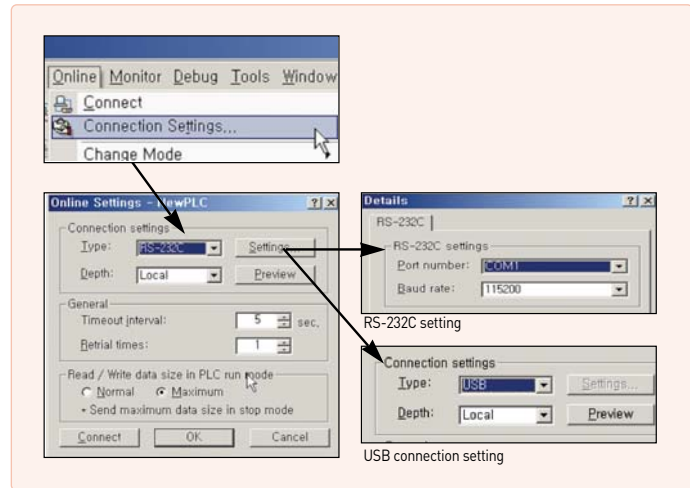 Online Monitor Debug Tools Window
Connect
Connection Settings...
Change Mode
Online Settings - NewPLC
Connection settings
Type: RS-232C Settings...
Depth: Local Preview
General
Timeout interval: 5 sec,
Retrial times: 1
Read / Write data size in PLC run mode
Normal Maximum
• Send maximum data size in stop mode
Connect OK Cancel
Details
RS-232C
RS-232C settings
Port number: COM1
Baud rate: 115200
RS-232C setting
Connection settings
Type: USB Settings...
Depth: Local Preview
USB connection setting